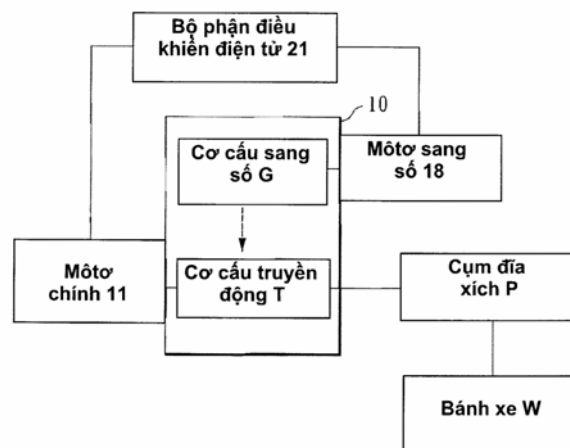 Bộ phận điều
khiển điện tử 21
10
Cơ cấu sang
số G
Môtơ sang
số 18
Môtơ
chính 11
Cơ cấu truyền
động T
Cụm đĩa
xích P
Bánh xe W